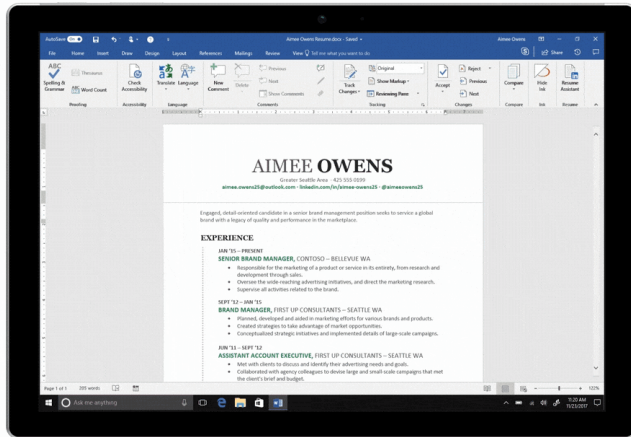 AutoSave On
Aimee Owens Resume.docx - Saved
Aimee Owens
File Home Insert Draw Design Layout References Mailings Review View Tell me what you want to do
Share
ABC
Spelling & Grammar
Thesaurus
Word Count
Check Accessibility
Translate
Language
New Comment
Delete
Previous
Next
Show Comments
Track Changes
Original
Show Markup
Reviewing Pane
Accept
Reject
Previous
Next
Compare
Hide Ink
Resume Assistant
Proofing Accessibility Language Comments Tracking Changes Compare Ink Resume
AIMEE OWENS
Greater Seattle Area - 425 555 0699
aimee.owens25@outlook.com - linkedin.com/in/aimee-owens25 - @aimeeowens25
Engaged, detail-oriented candidate in a senior brand management position seeks to service a global
brand with a legacy of quality and performance in the marketplace.
EXPERIENCE
JAN '15 – PRESENT
SENIOR BRAND MANAGER, CONTOSO – BELLEVUE WA
• Responsible for the marketing of a product or service in its entirety, from research and
development through sales.
• Oversee the unde-reaching advertising initiatives, and direct the marketing research.
• Supervise all activities related to the brand.
SEPT '12 – JAN '15
BRAND MANAGER, FIRST UP CONSULTANTS – SEATTLE WA
• Planned, developed and aided in marketing efforts for various brands and products.
• Created strategies to take advantage of market opportunities.
• Conceptualized strategic initiatives and implemented details of large-scale campaigns.
JUN '11 – SEPT '12
ASSISTANT ACCOUNT EXECUTIVE, FIRST UP CONSULTANTS – SEATTLE WA
• Met with clients to discuss and identify their advertising needs and goals.
• Collaborated with agency colleagues to devise large and small-scale campaigns that met
the client's brief and budget.
Page 1 of 1
205 words
122%
Ask me anything
11:20 AM
11/23/2017